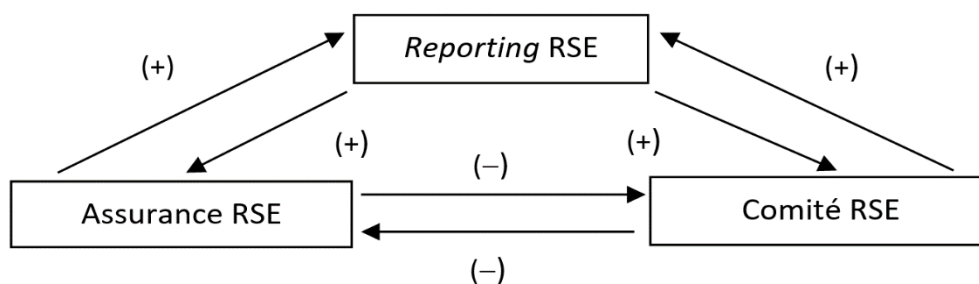 Reporting RSE
(+)
(+)
(+)
(+)
(−)
Assurance RSE
Comité RSE
(−)